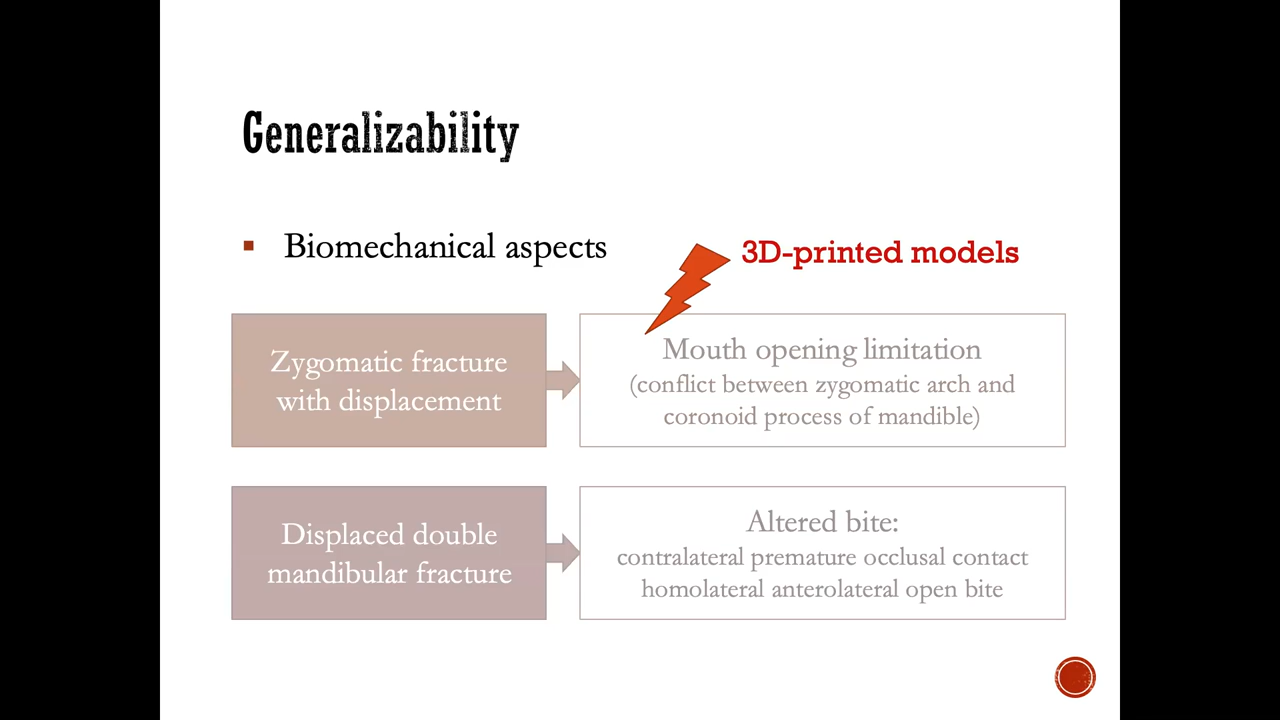 Generalizability
Biomechanical aspects
3D-printed models
Zygomatic fracture
with displacement
Mouth opening limitation
(conflict between zygomatic arch and
coronoid process of mandible)
Displaced double
mandibular fracture
Altered bite:
contralateral premature occlusal contact
homolateral anterolateral open bite